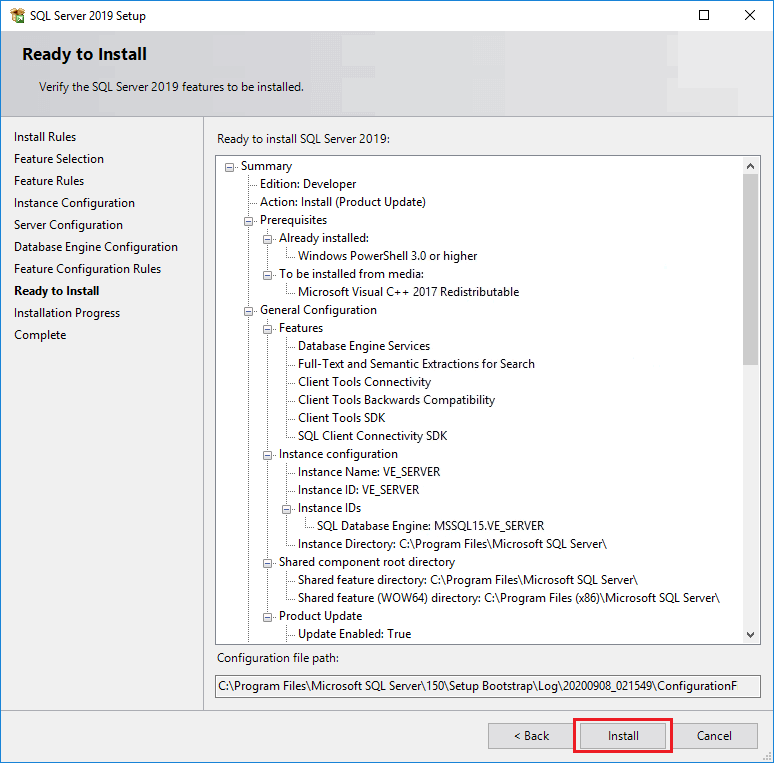 SQL Server 2019 Setup
Ready to Install
Verify the SQL Server 2019 features to be installed.
Install Rules
Feature Selection
Feature Rules
Instance Configuration
Server Configuration
Database Engine Configuration
Feature Configuration Rules
Ready to Install
Installation Progress
Complete
Ready to install SQL Server 2019:
Summary
Edition: Developer
Action: Install (Product Update)
Prerequisites
Already installed:
Windows PowerShell 3.0 or higher
To be installed from media:
Microsoft Visual C++ 2017 Redistributable
General Configuration
Features
Database Engine Services
Full-Text and Semantic Extractions for Search
Client Tools Connectivity
Client Tools Backwards Compatibility
Client Tools SDK
SQL Client Connectivity SDK
Instance configuration
Instance Name: VE_SERVER
Instance ID: VE_SERVER
Instance IDs
SQL Database Engine: MSSQL15.VE_SERVER
Instance Directory: C:\Program Files\Microsoft SQL Server\
Shared component root directory
Shared feature directory: C:\Program Files\Microsoft SQL Server\
Shared feature (WOW64) directory: C:\Program Files (x86)\Microsoft SQL Server\
Product Update
Update Enabled: True
Configuration file path:
C:\Program Files\Microsoft SQL Server\150\Setup Bootstrap\Log\20200908_021549\ConfigurationF
< Back
Install
Cancel